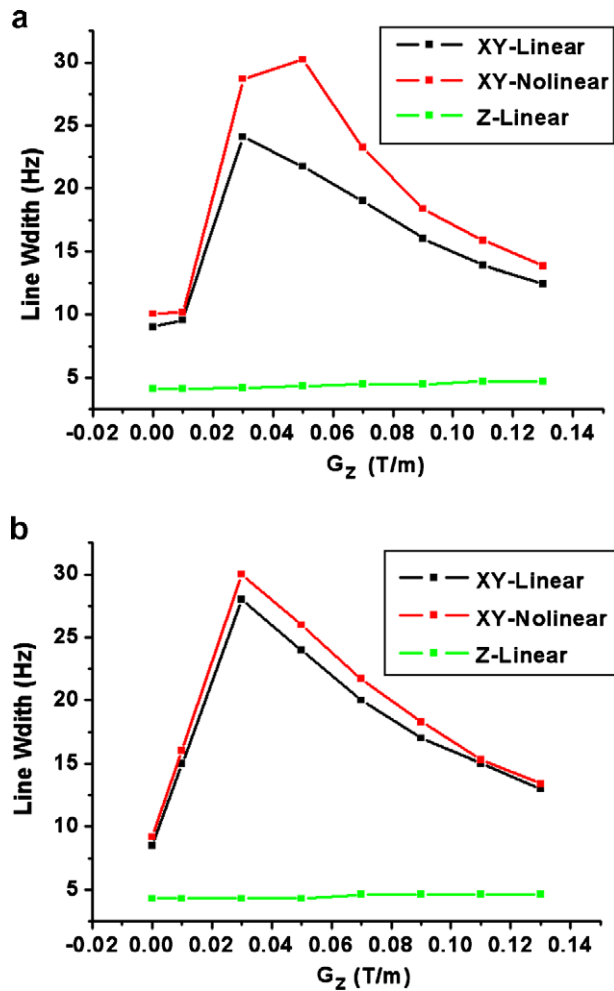 a
XY-Linear
XY-Nolinear
Z-Linear
Line Wdith (Hz)
30
25
20
15
10
5
-0.02 0.00 0.02 0.04 0.06 0.08 0.10 0.12 0.14
GZ (T/m)
b
XY-Linear
XY-Nolinear
Z-Linear
Line Wdith (Hz)
30
25
20
15
10
5
-0.02 0.00 0.02 0.04 0.06 0.08 0.10 0.12 0.14
GZ (T/m)